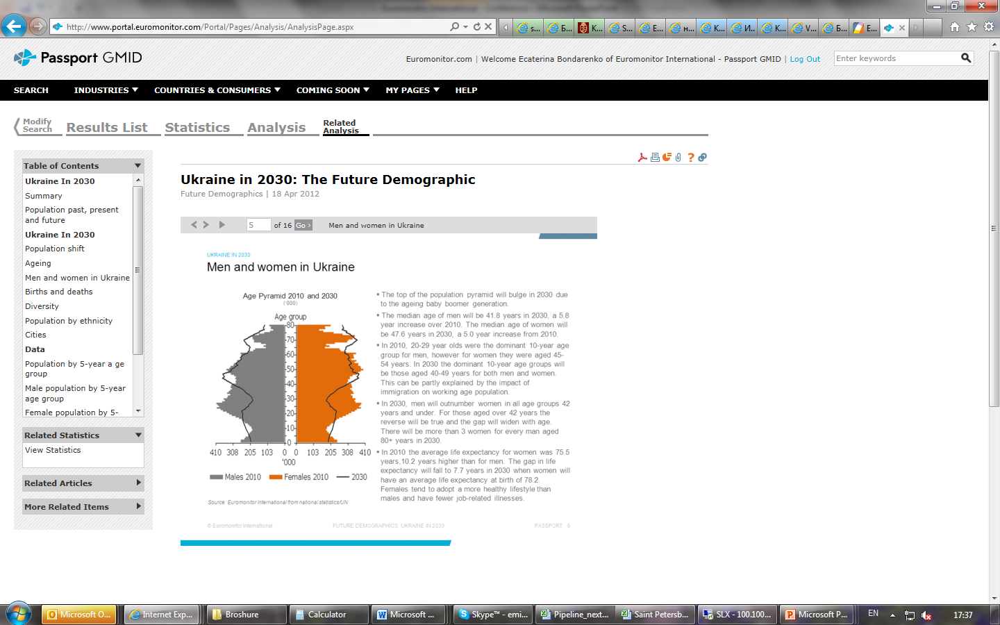 http://www.portal.euromonitor.com/Portal/Pages/Analysis/AnalysisPage.aspx
s...
Б...
K...
S...
E...
н...
K...
И...
K...
V...
Б...
E...
Passport GMID
Euromonitor.com | Welcome Ecaterina Bondarenko of Euromonitor International - Passport GMID | Log Out
Enter keywords
SEARCH INDUSTRIES COUNTRIES & CONSUMERS COMING SOON MY PAGES HELP
Modify
Search
Results List
Statistics
Analysis
Related
Analysis
Table of Contents
Ukraine In 2030
Summary
Population past, present
and future
Ukraine In 2030
Population shift
Ageing
Men and women in Ukraine
Births and deaths
Diversity
Population by ethnicity
Cities
Data
Population by 5-year a ge
group
Male population by 5-year
age group
Female population by 5-
Related Statistics
View Statistics
Related Articles
More Related Items
Ukraine in 2030: The Future Demographic
Future Demographics | 18 Apr 2012
5 of 16 Go › Men and women in Ukraine
UKRAINE IN 2030
Men and women in Ukraine
Age Pyramid 2010 and 2030
('000)
Age group
80
70
60
50
40
30
20
10
0
410 308 205 103 0 0 103 205 308 410
'000
Males 2010 Females 2010 2030
Source: Euromonitor International from national statistics/UN
▪ The top of the population pyramid will bulge in 2030 due
to the ageing baby boomer generation.
▪ The median age of men will be 41.8 years in 2030, a 5.8
year increase over 2010. The median age of women will
be 47.6 years in 2030, a 5.0 year increase from 2010.
▪ In 2010, 20-29 year olds were the dominant 10-year age
group for men, however for women they were aged 45-
54 years. In 2030 the dominant 10-year age groups will
be those aged 40-49 years for both men and women.
This can be partly explained by the impact of
immigration on working age population.
▪ In 2030, men will outnumber women in all age groups 42
years and under. For those aged over 42 years the
reverse will be true and the gap will widen with age.
There will be more than 3 women for every man aged
80+ years in 2030.
▪ In 2010 the average life expectancy for women was 75.5
years,10.2 years higher than for men. The gap in life
expectancy will fall to 7.7 years in 2030 when women will
have an average life expectancy at birth of 78.2.
Females tend to adopt a more healthy lifestyle than
males and have fewer job-related illnesses.
© Euromonitor International FUTURE DEMOGRAPHICS: UKRAINE IN 2030 PASSPORT 6
Microsoft O...
Internet Exp...
Broshure
Calculator
Microsoft ...
Skype™ - emi...
Pipeline_next...
Saint Petersb...
SLX - 100.100...
Microsoft P...
EN
17:37